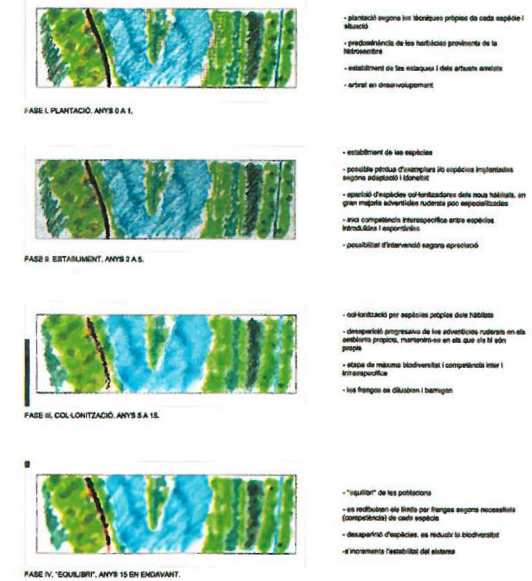 - plantació segons les tècniques pròpies de cada espècie i
situació
- predominància de les herbàcies provinents de la
hidrosembra
- establiment de les estaques i dels arbusts arrelats
- arbrat en desenvolupament
FASE I. PLANTACIÓ. ANYS 0 A 1.
- establiment de les espècies
- possible pèrdua d'exemplars i/o espècies implantades
segons adaptació i idoneïtat
- aparició d'espècies col·lonitzadores dels nous hàbitats, en
gran majoria adventícies ruderals poc especialitzades
- inici competència interespecífica entre espècies
introduïdes i espontànies
- possibilitat d'intervenció segons apreciació
FASE II. ESTABLIMENT. ANYS 2 A 5.
- col·lonització per espècies pròpies dels hàbitats
- desaparició progressiva de les adventícies ruderals en els
ambients propicis, mantenint-se en els que els hi són
propis
- etapa de màxima biodiversitat i competència inter i
intraespecífica
- les franges es dilueixen i barregen
FASE III. COL·LONITZACIÓ. ANYS 5 A 15.
- "equilibri" de les poblacions
- es redibuixen els límits per franges segons necessitats
(competència) de cada espècie
- desaparició d'espècies, es redueix la biodiversitat
-s'incrementa l'estabilitat del sistema
FASE IV. "EQUILIBRI". ANYS 15 EN ENDAVANT.